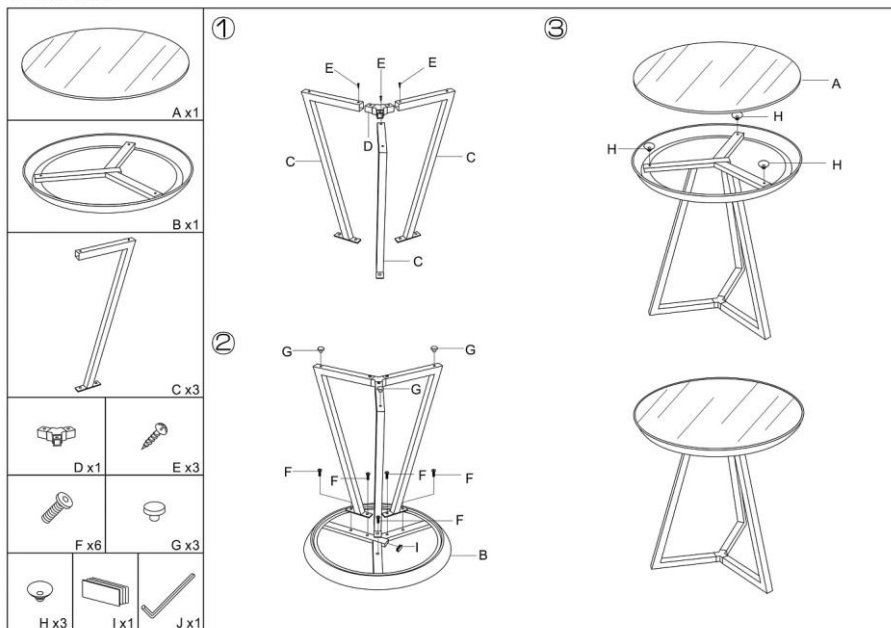 A x1
B x1
C x3
D x1 E x3
F x6 G x3
H x3 I x1 J x1
①
E
E E
D
C C
C
②
G G
G
F F F F
F
I
B
③
A
H
H
H